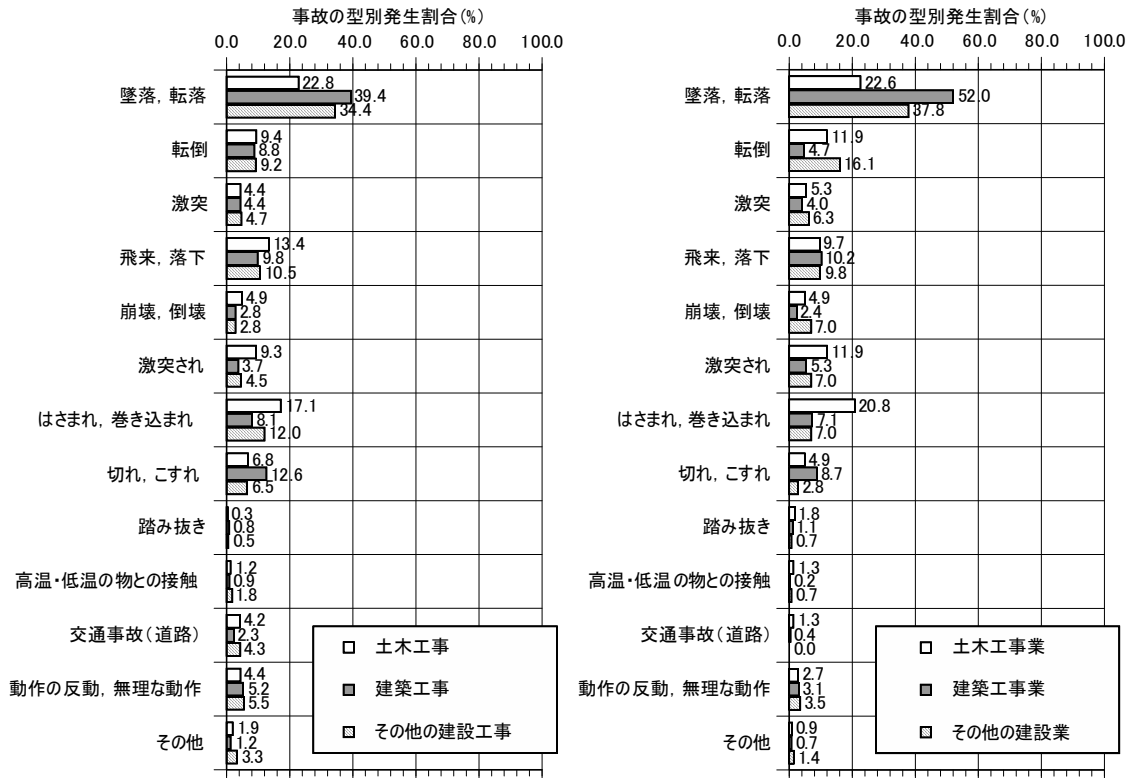 事故の型別発生割合(%)
0.0 20.0 40.0 60.0 80.0 100.0
墜落, 転落
22.8
39.4
34.4
転倒
9.4
8.8
9.2
激突
4.4
4.4
4.7
飛来, 落下
13.4
9.8
10.5
崩壊, 倒壊
4.9
2.8
2.8
激突され
9.3
3.7
4.5
はさまれ, 巻き込まれ
17.1
8.1
12.0
切れ, こすれ
6.8
12.6
6.5
踏み抜き
0.3
0.8
0.5
高温・低温の物との接触
1.2
0.9
1.8
交通事故(道路)
4.2
2.3
4.3
動作の反動, 無理な動作
4.4
5.2
5.5
その他
1.9
1.2
3.3
土木工事
建築工事
その他の建設工事
事故の型別発生割合(%)
0.0 20.0 40.0 60.0 80.0 100.0
墜落, 転落
22.6
52.0
37.8
転倒
11.9
4.7
16.1
激突
5.3
4.0
6.3
飛来, 落下
9.7
10.2
9.8
崩壊, 倒壊
4.9
2.4
7.0
激突され
11.9
5.3
7.0
はさまれ, 巻き込まれ
20.8
7.1
7.0
切れ, こすれ
4.9
8.7
2.8
踏み抜き
1.8
1.1
0.7
高温・低温の物との接触
1.3
0.2
0.7
交通事故(道路)
1.3
0.4
0.0
動作の反動, 無理な動作
2.7
3.1
3.5
その他
0.9
0.7
1.4
土木工事業
建築工事業
その他の建設業